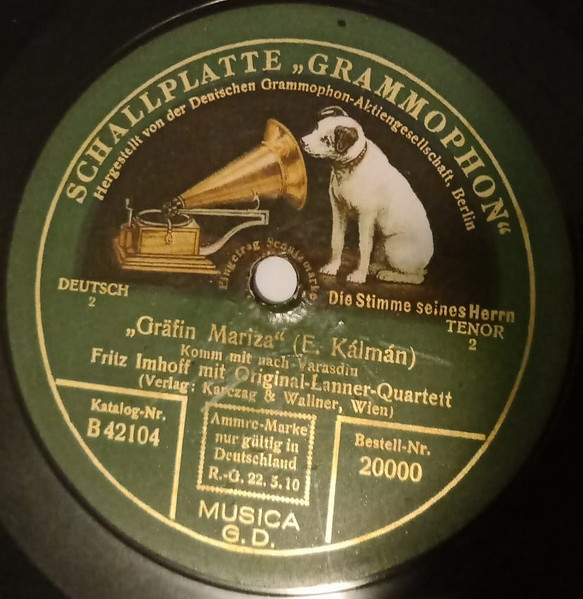 SCHALLPLATTE „GRAMMOPHON"
Hergestellt von der Deutschen Grammophon-Aktiengesellschaft, Berlin
Eingetrag Schutzmarke
Die Stimme seines Herrn
DEUTSCH
2
TENOR
2
„Gräfin Mariza" (E. Kálmán)
Komm mit nach Varasdin
Fritz Imhoff mit Original-Lanner-Quartett
(Verlag: Karczag & Wallner, Wien)
Katalog-Nr.
B 42104
Ammre-Marke
nur gültig in
Deutschland
R.-G. 22. 5. 10
Bestell-Nr.
20000
MUSICA
G.D.